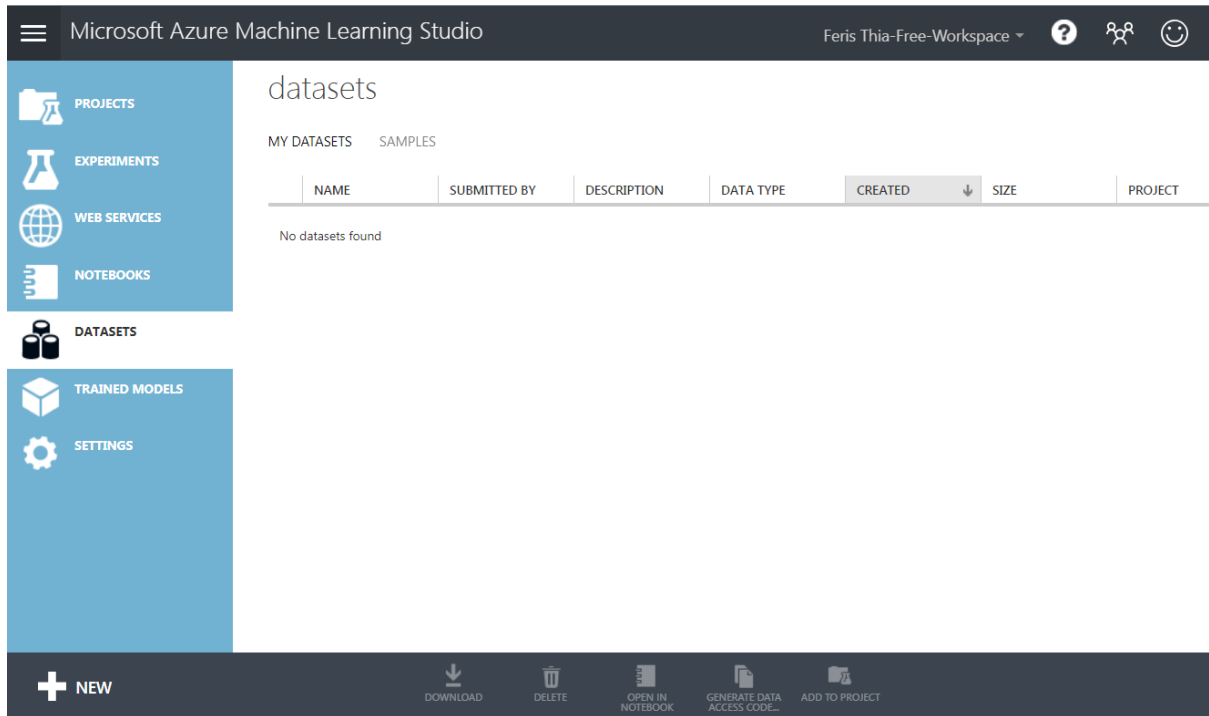 Microsoft Azure Machine Learning Studio
Feris Thia-Free-Workspace
?
PROJECTS
EXPERIMENTS
WEB SERVICES
NOTEBOOKS
DATASETS
TRAINED MODELS
SETTINGS
datasets
MY DATASETS SAMPLES
NAME SUBMITTED BY DESCRIPTION DATA TYPE CREATED SIZE PROJECT
No datasets found
NEW
DOWNLOAD
DELETE
OPEN IN
NOTEBOOK
GENERATE DATA
ACCESS CODE...
ADD TO PROJECT